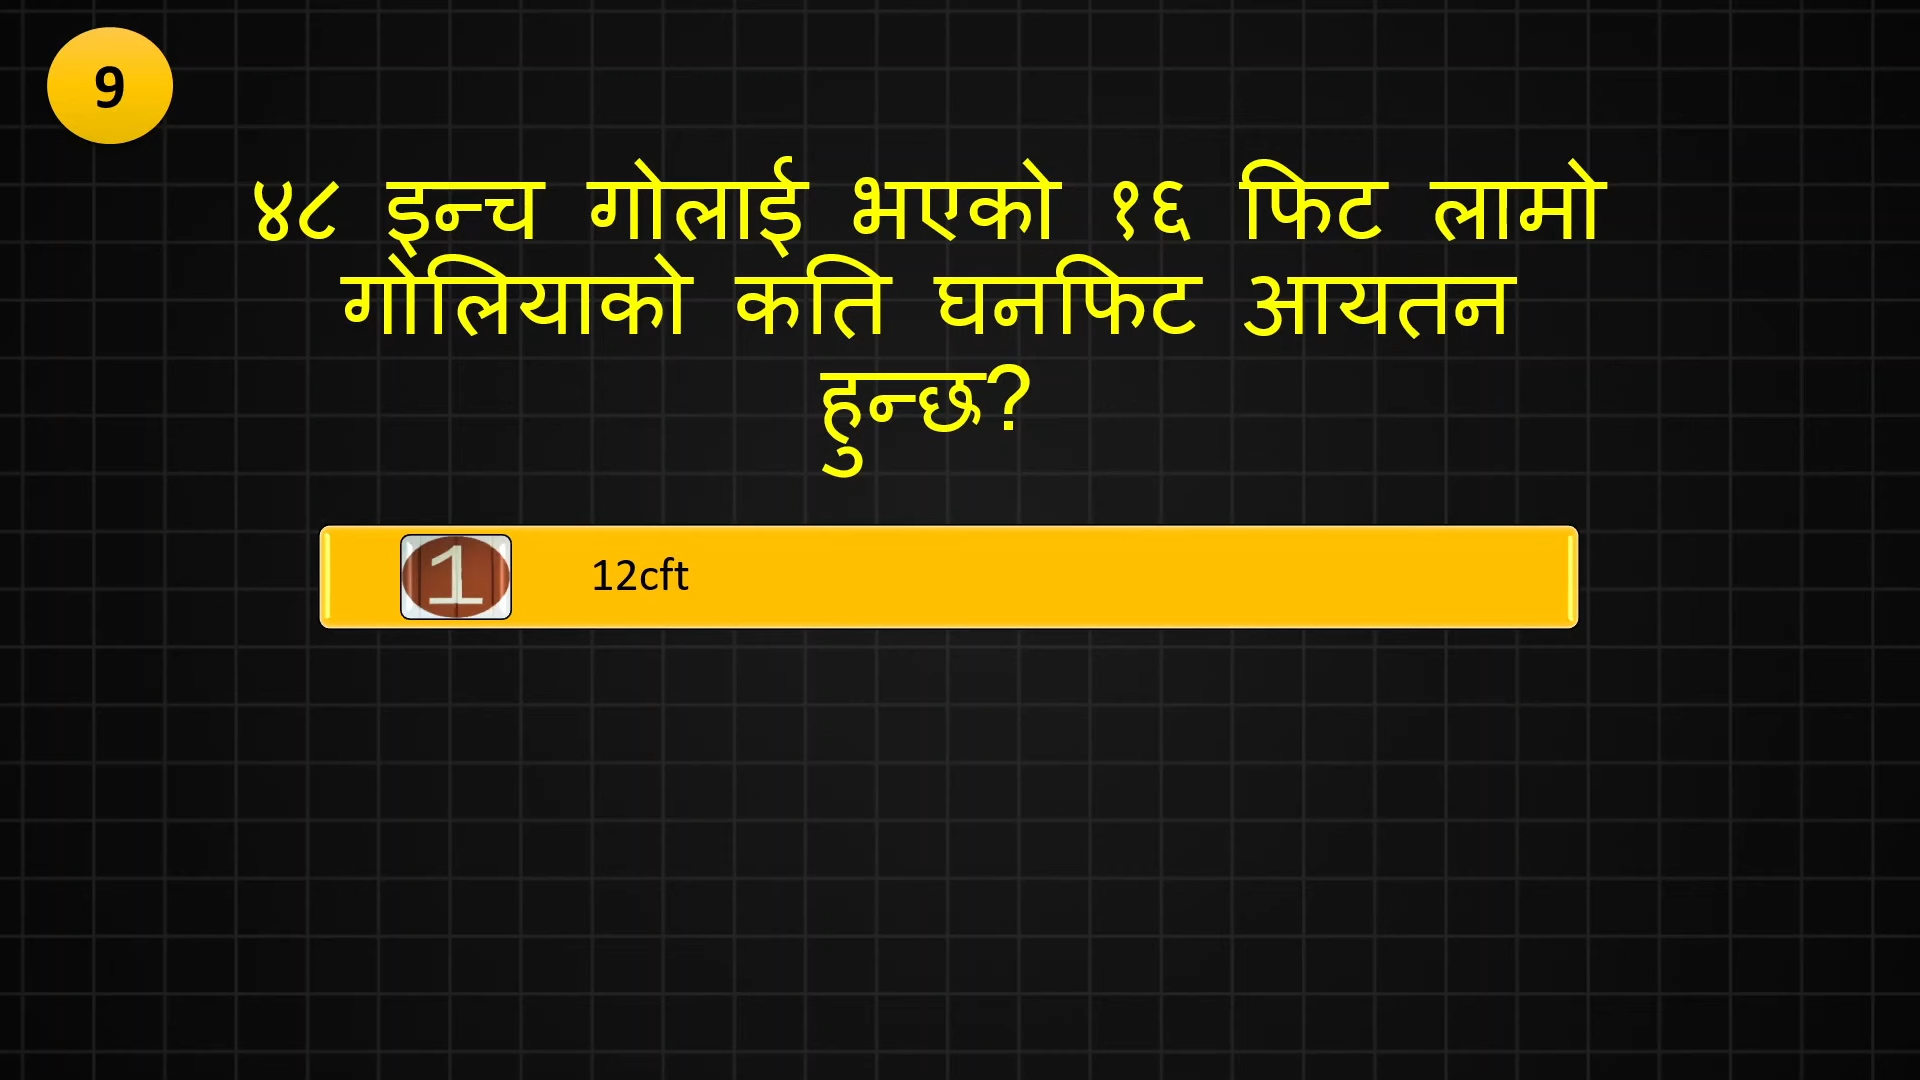 9
४८ इन्च गोलाई भएको १६ फिट लामो
गोलियाको कति घनफिट आयतन
हुन्छ?
1 12cft